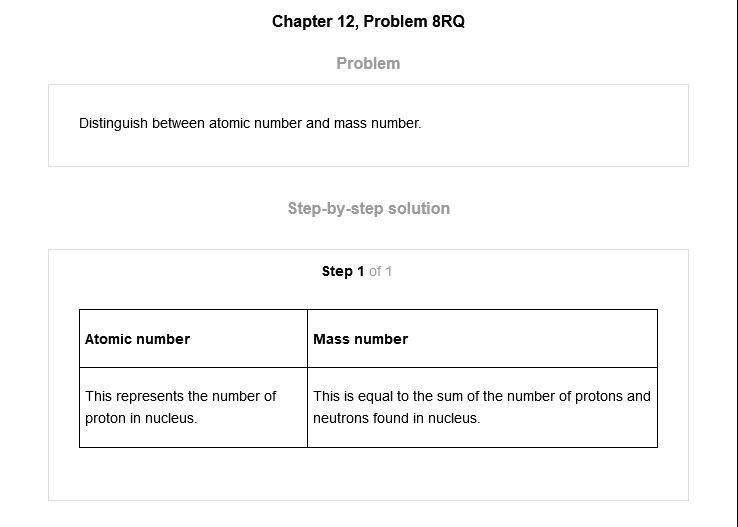 Chapter 12, Problem 8RQ
Problem
Distinguish between atomic number and mass number.
Step-by-step solution
Step 1 of 1
Atomic number
Mass number
This represents the number of
proton in nucleus.
This is equal to the sum of the number of protons and
neutrons found in nucleus.